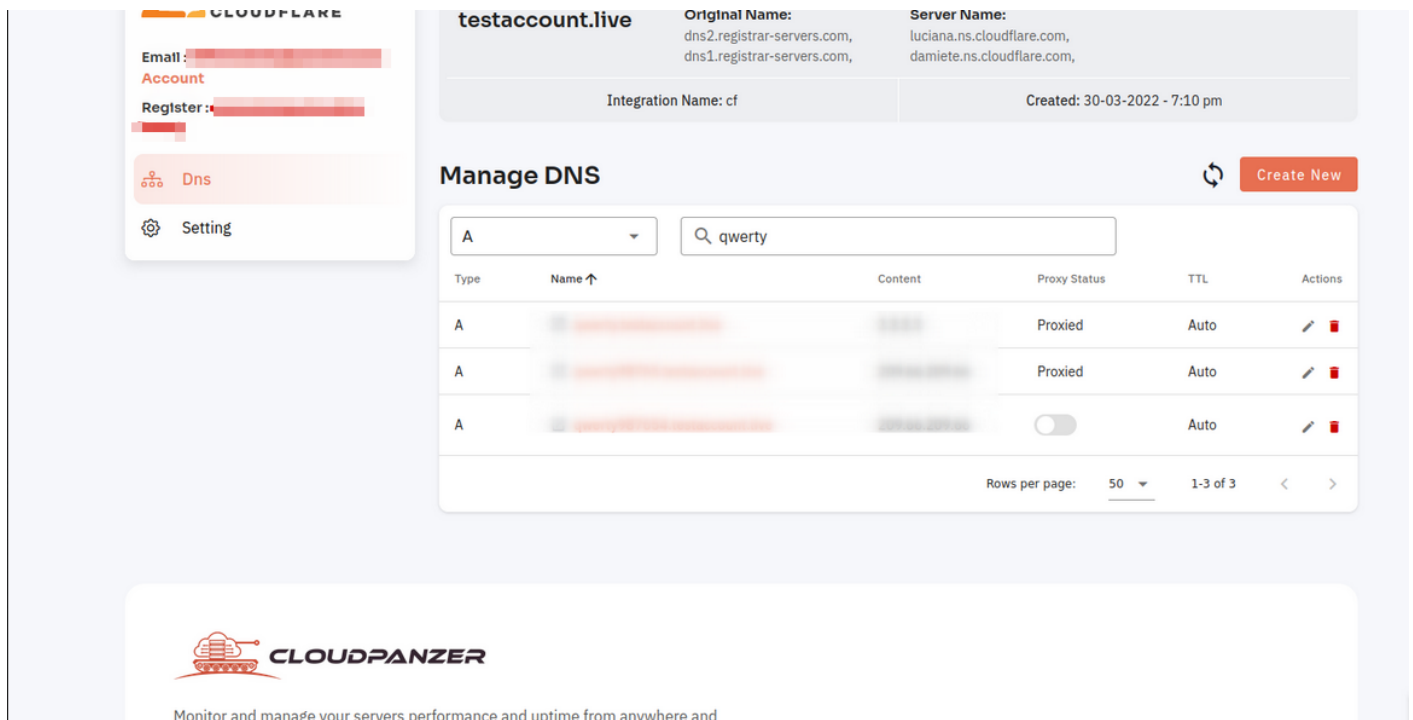 CLOUDFLARE
Email :
Account
Register :
Dns
Setting
testaccount.live
Original Name:
dns2.registrar-servers.com,
dns1.registrar-servers.com,
Server Name:
luciana.ns.cloudflare.com,
damiete.ns.cloudflare.com,
Integration Name: cf
Created: 30-03-2022 - 7:10 pm
Manage DNS
Create New
A
qwerty
Type Name Content Proxy Status TTL Actions
A Proxied Auto
A Proxied Auto
A Auto
Rows per page: 50 1-3 of 3
CLOUDPANZER
Monitor and manage your servers performance and uptime from anywhere and